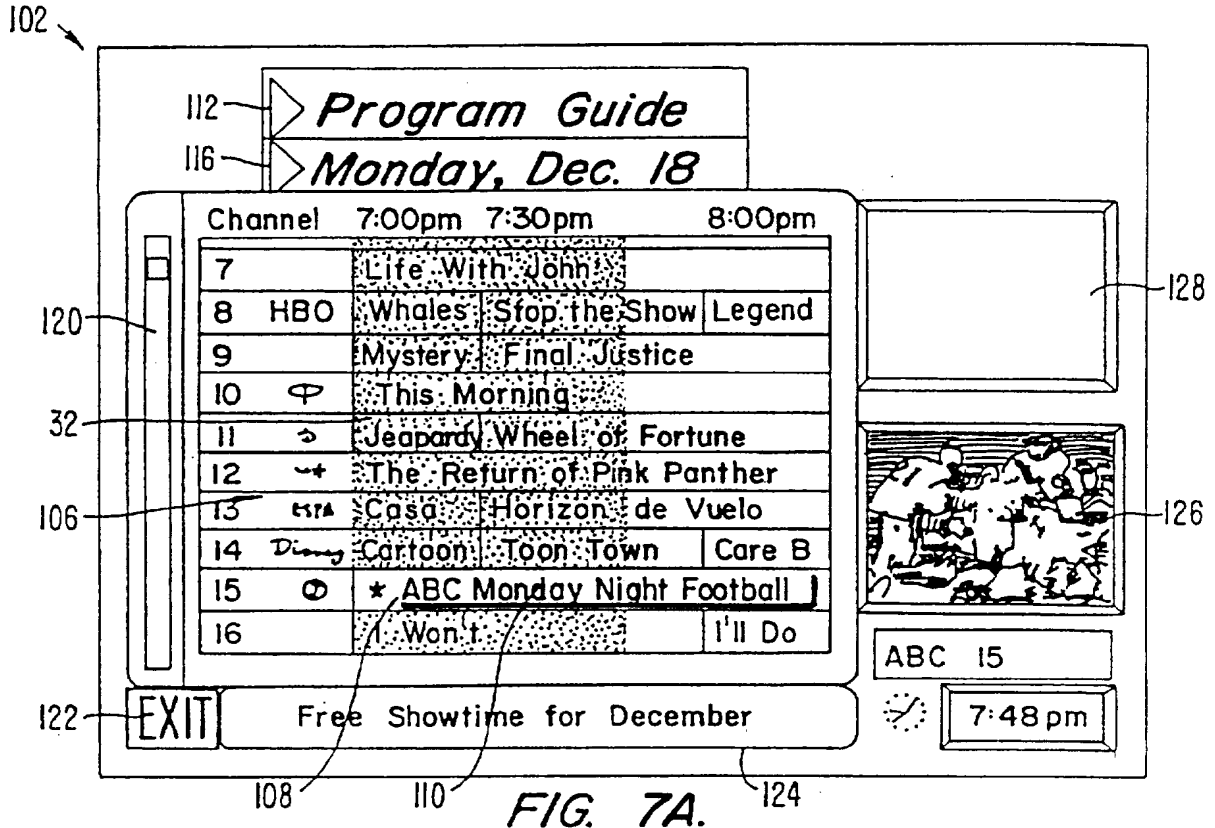 102
112
Program Guide
116
Monday, Dec. 18
Channel 7:00pm 7:30pm 8:00pm
7 Life With John
8 HBO Whales Stop the Show Legend
128
120
9 Mystery Final Justice
10 This Morning
32
11 Jeapardy Wheel of Fortune
12 The Return of Pink Panther
106
13 ESPA Casa Horizon de Vuelo
126
14 Disney Cartoon Toon Town Care B
15 ★ ABC Monday Night Football
16 I Won't I'll Do
ABC 15
122
EXIT Free Showtime for December
7:48 pm
108
110
124
FIG. 7A.